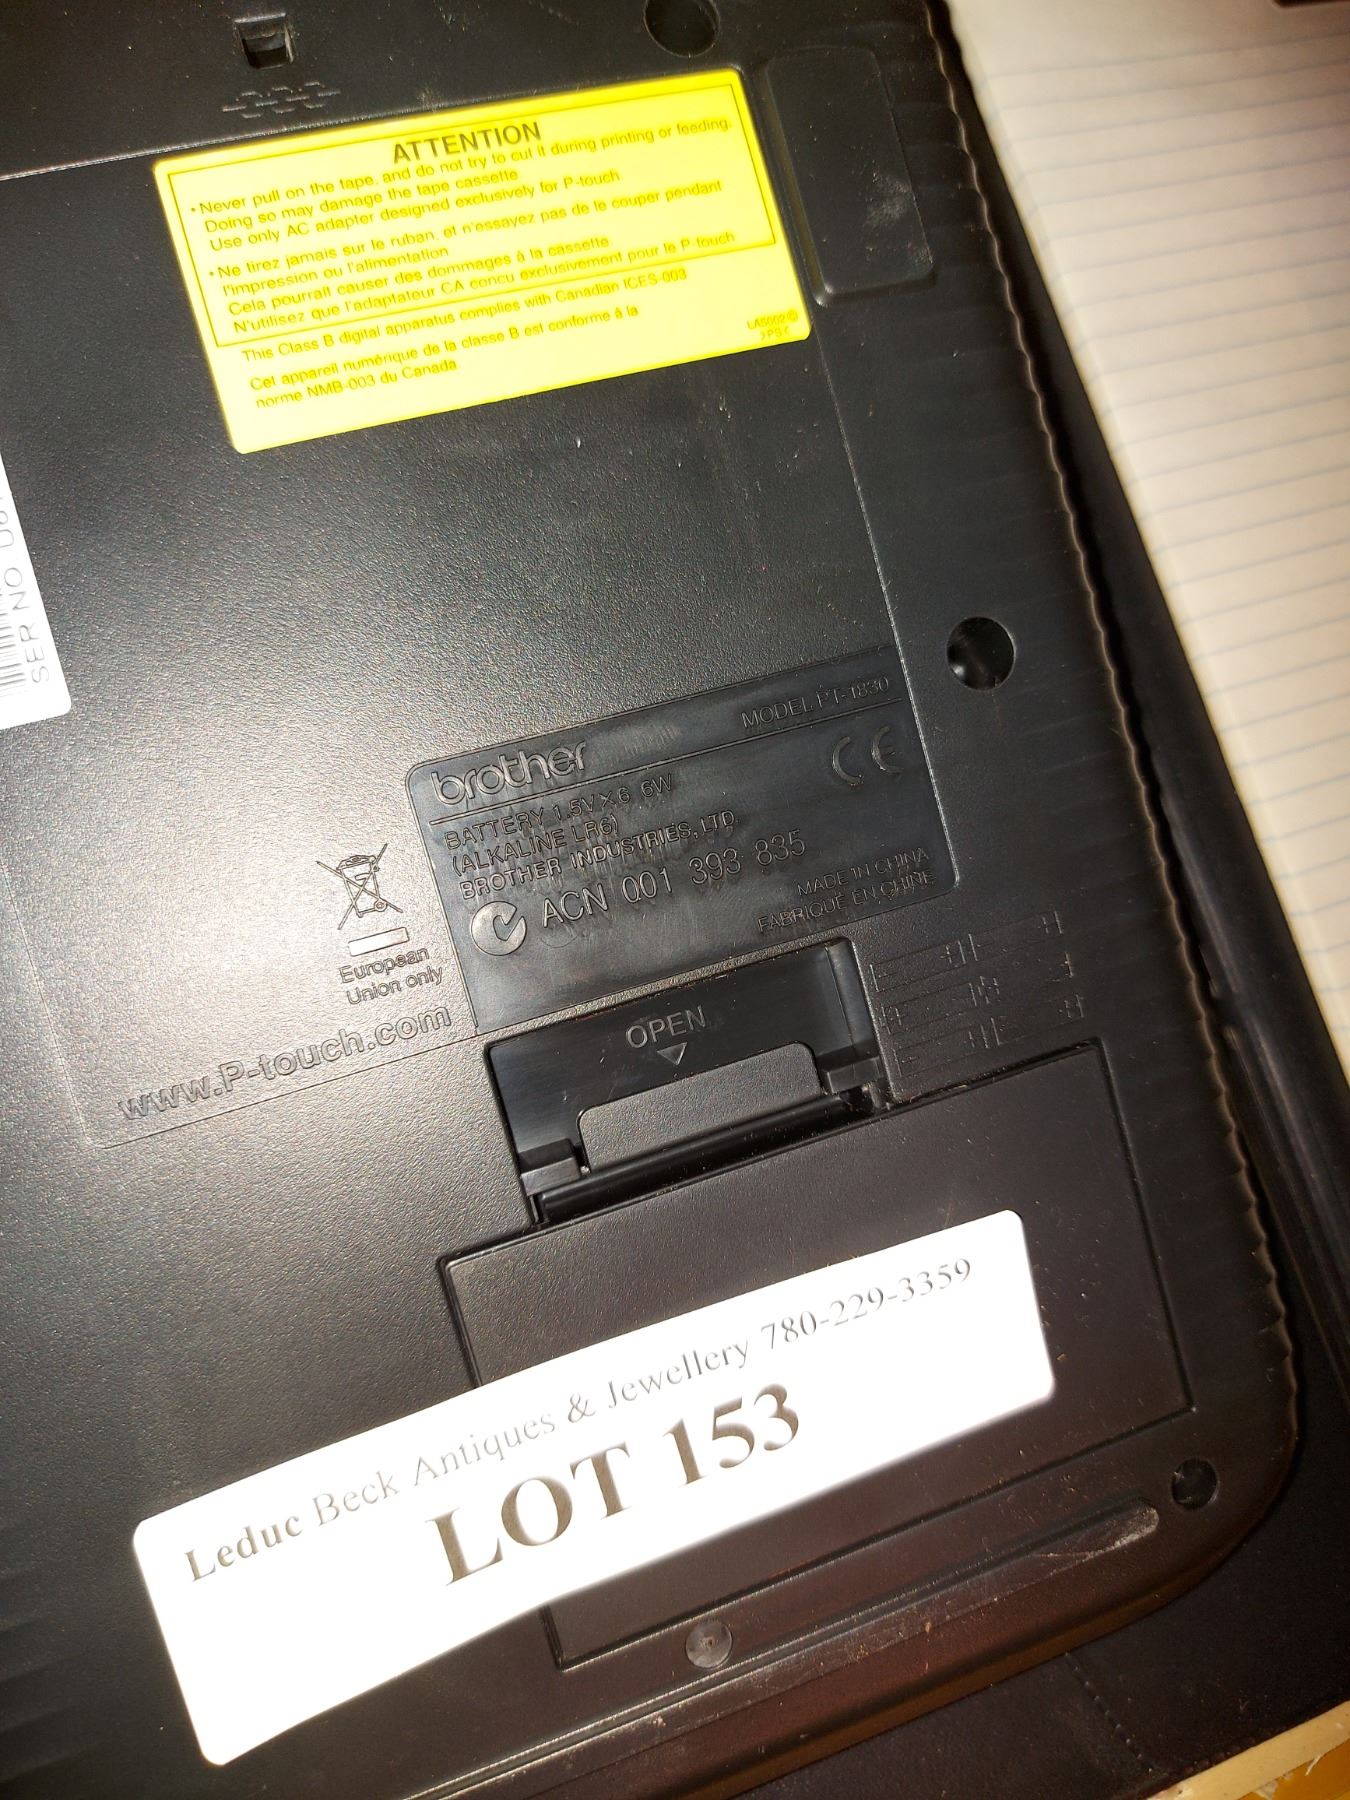 ATTENTION
• Never pull on the tape, and do not try to cut it during printing or feeding.
Doing so may damage the tape cassette.
Use only AC adapter designed exclusively for P-touch
• Ne tirez jamais sur le ruban, et n'essayez pas de le couper pendant
l'impression ou l'alimentation
Cela pourrait causer des dommages à la cassette.
N'utilisez que l'adaptateur CA concu exclusivement pour le P-touch
This Class B digital apparatus complies with Canadian ICES-003
Cet appareil numérique de la classe B est conforme à la
norme NMB-003 du Canada
>PS<
SER NO
brother
MODEL PT-1830
BATTERY 1.5V×6 6W
(ALKALINE LR6)
BROTHER INDUSTRIES, LTD.
ACN 001 393 835
CE
MADE IN CHINA
FABRIQUÉ EN CHINE
European
Union only
www.P-touch.com
OPEN
Leduc Beck Antiques & Jewellery 780-229-3359
LOT 153